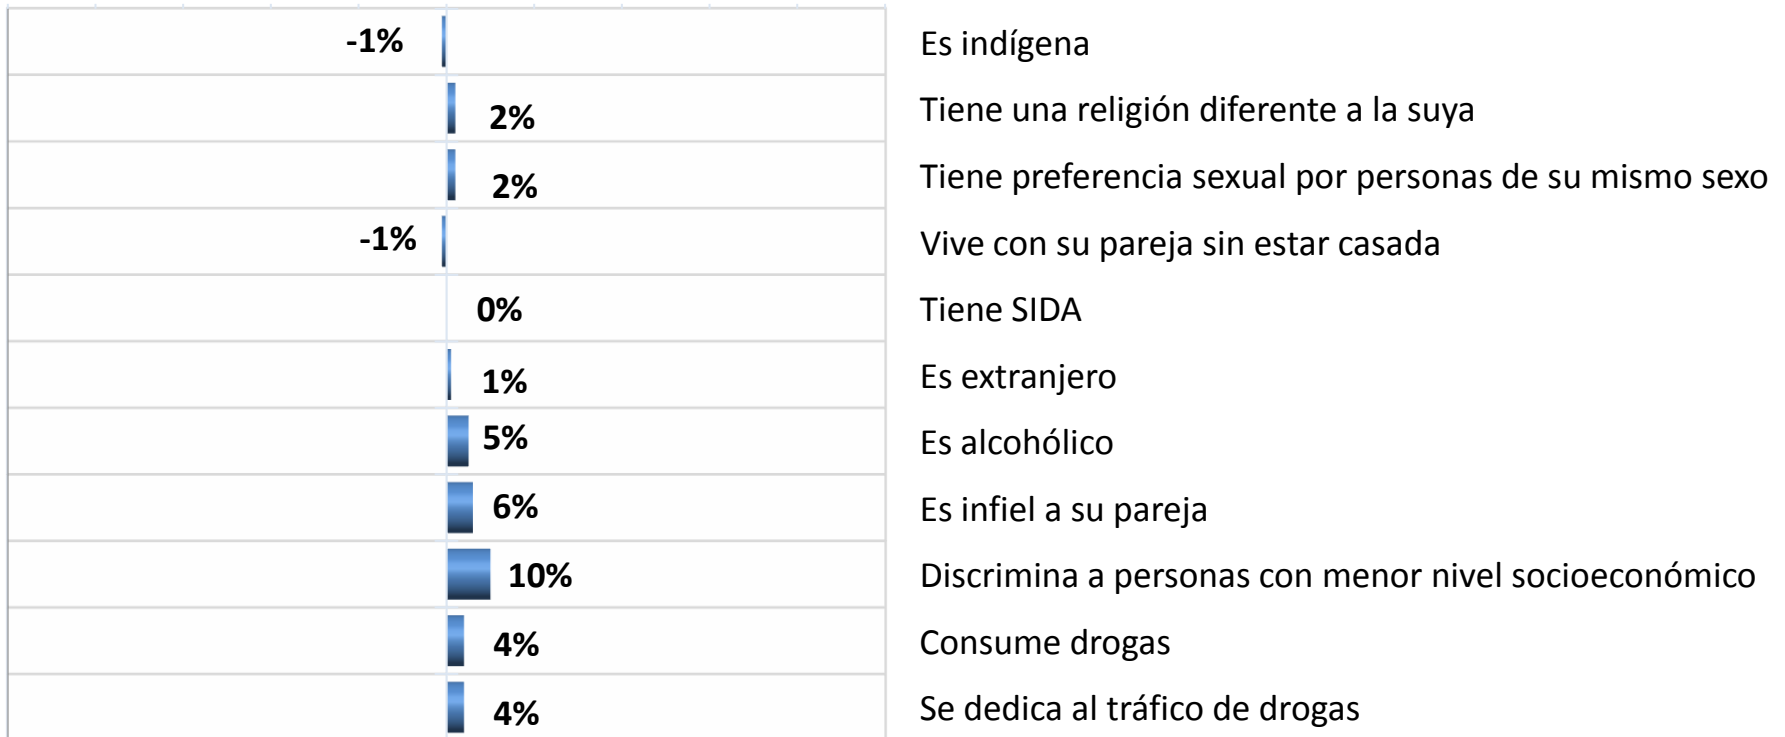 -1% Es indígena
2% Tiene una religión diferente a la suya
2% Tiene preferencia sexual por personas de su mismo sexo
-1% Vive con su pareja sin estar casada
0% Tiene SIDA
1% Es extranjero
5% Es alcohólico
6% Es infiel a su pareja
10% Discrimina a personas con menor nivel socioeconómico
4% Consume drogas
4% Se dedica al tráfico de drogas